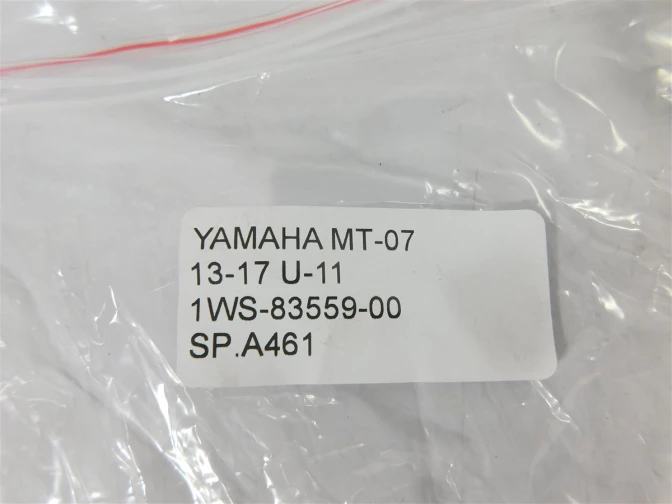 YAMAHA MT-07
13-17 U-11
1WS-83559-00
SP.A461